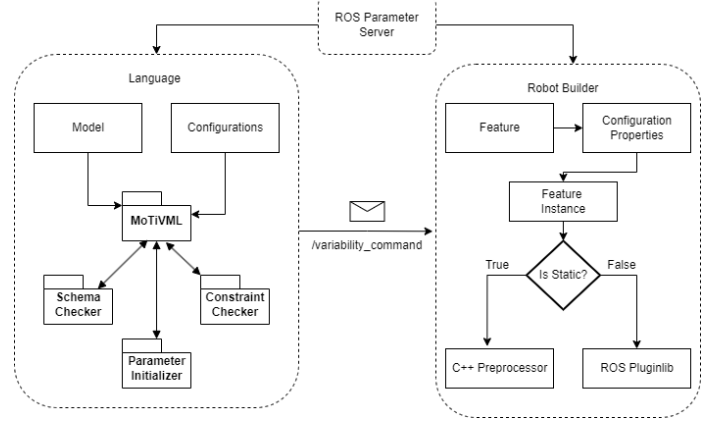 ROS Parameter
Server
Language
Model
Configurations
MoTiVML
Schema
Checker
Constraint
Checker
Parameter
Initializer
/variability_command
Robot Builder
Feature
Configuration
Properties
Feature
Instance
Is Static?
True
False
C++ Preprocessor
ROS Pluginlib